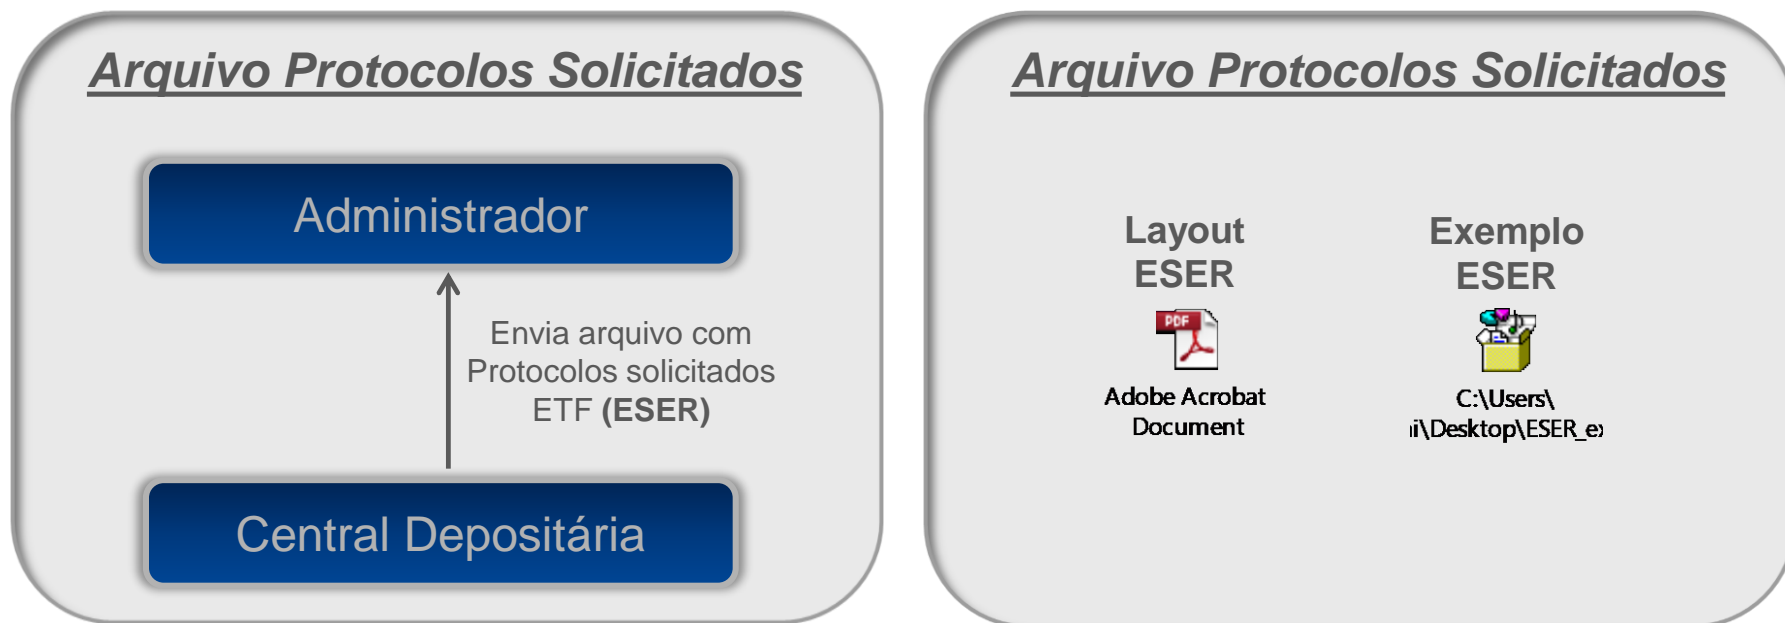 Arquivo Protocolos Solicitados
Administrador
Envia arquivo com
Protocolos solicitados
ETF (ESER)
Central Depositária
Arquivo Protocolos Solicitados
Layout
ESER
PDF
Adobe Acrobat
Document
Exemplo
ESER
C:\Users\
\Desktop\ESER_e